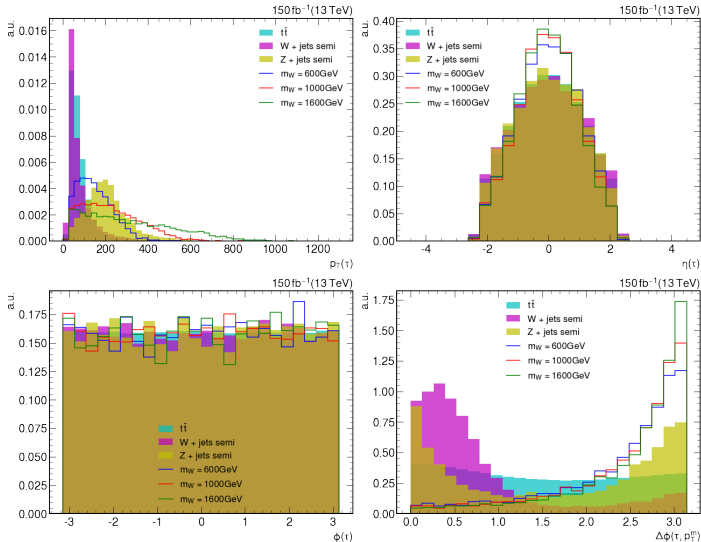 150 fb⁻¹ (13 TeV)
a.u.
tt̄
W + jets semi
Z + jets semi
m_W = 600GeV
m_W = 1000GeV
m_W = 1600GeV
0.016
0.014
0.012
0.010
0.008
0.006
0.004
0.002
0.000
0 200 400 600 800 1000 1200
p_T(τ)
150 fb⁻¹ (13 TeV)
a.u.
tt̄
W + jets semi
Z + jets semi
m_W = 600GeV
m_W = 1000GeV
m_W = 1600GeV
0.40
0.35
0.30
0.25
0.20
0.15
0.10
0.05
0.00
-4 -2 0 2 4
η(τ)
150 fb⁻¹ (13 TeV)
a.u.
0.175
0.150
0.125
0.100
0.075
0.050
0.025
0.000
tt̄
W + jets semi
Z + jets semi
m_W = 600GeV
m_W = 1000GeV
m_W = 1600GeV
-3 -2 -1 0 1 2 3
ϕ(τ)
150 fb⁻¹ (13 TeV)
a.u.
tt̄
W + jets semi
Z + jets semi
m_W = 600GeV
m_W = 1000GeV
m_W = 1600GeV
1.75
1.50
1.25
1.00
0.75
0.50
0.25
0.00
0.0 0.5 1.0 1.5 2.0 2.5 3.0
Δϕ(τ, p_T^m)